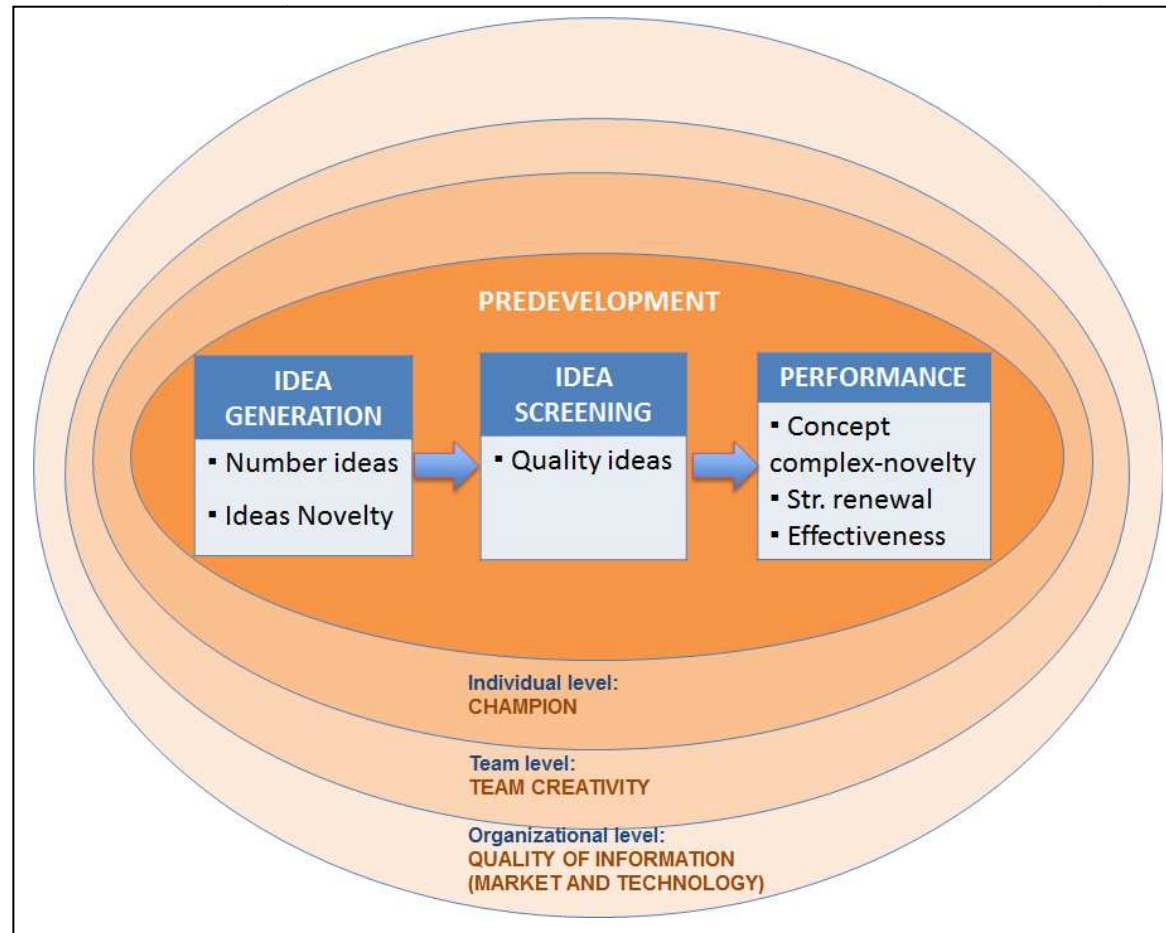 PREDEVELOPMENT
IDEA
GENERATION
▪ Number ideas
▪ Ideas Novelty
IDEA
SCREENING
▪ Quality ideas
PERFORMANCE
▪ Concept
complex-novelty
▪ Str. renewal
▪ Effectiveness
Individual level:
CHAMPION
Team level:
TEAM CREATIVITY
Organizational level:
QUALITY OF INFORMATION
(MARKET AND TECHNOLOGY)